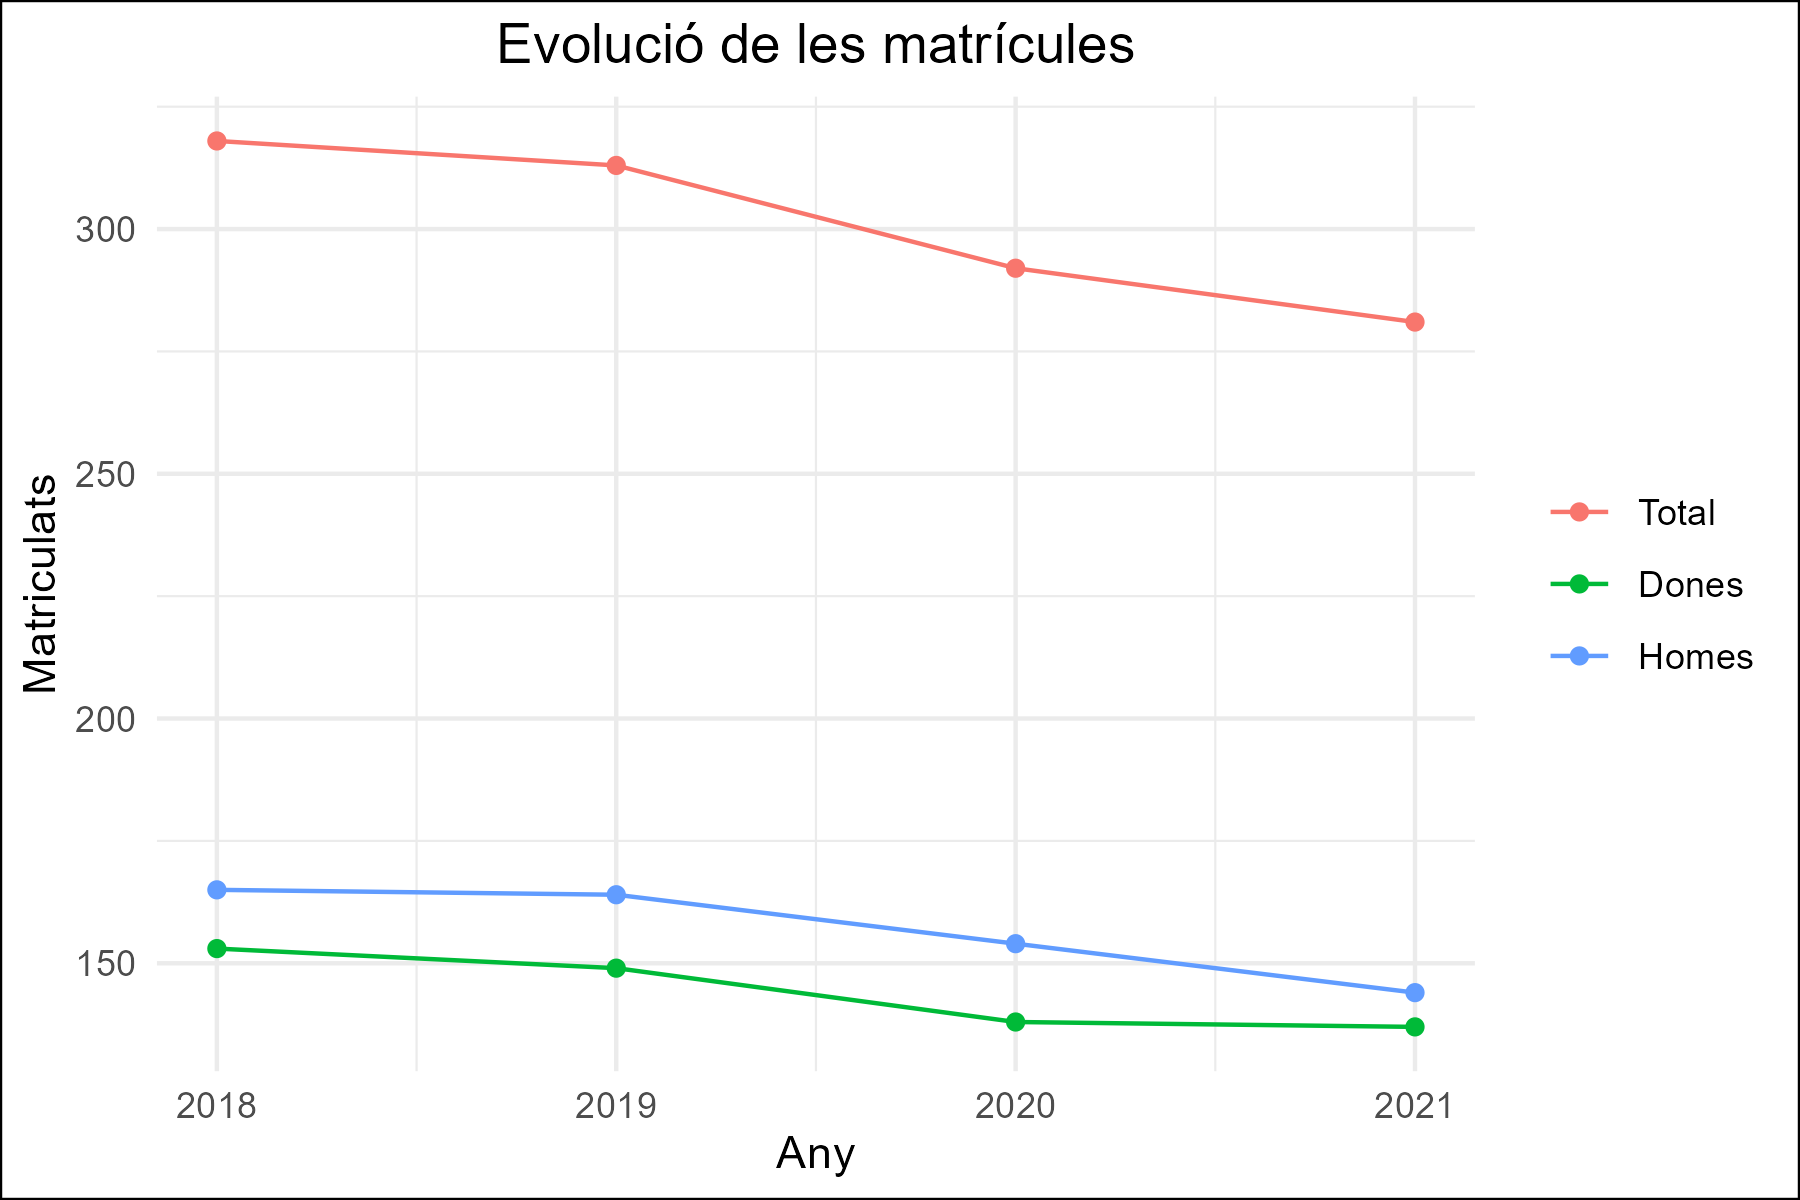 Evolució de les matrícules
300
250
200
150
Matriculats
2018
2019
2020
2021
Any
Total
Dones
Homes